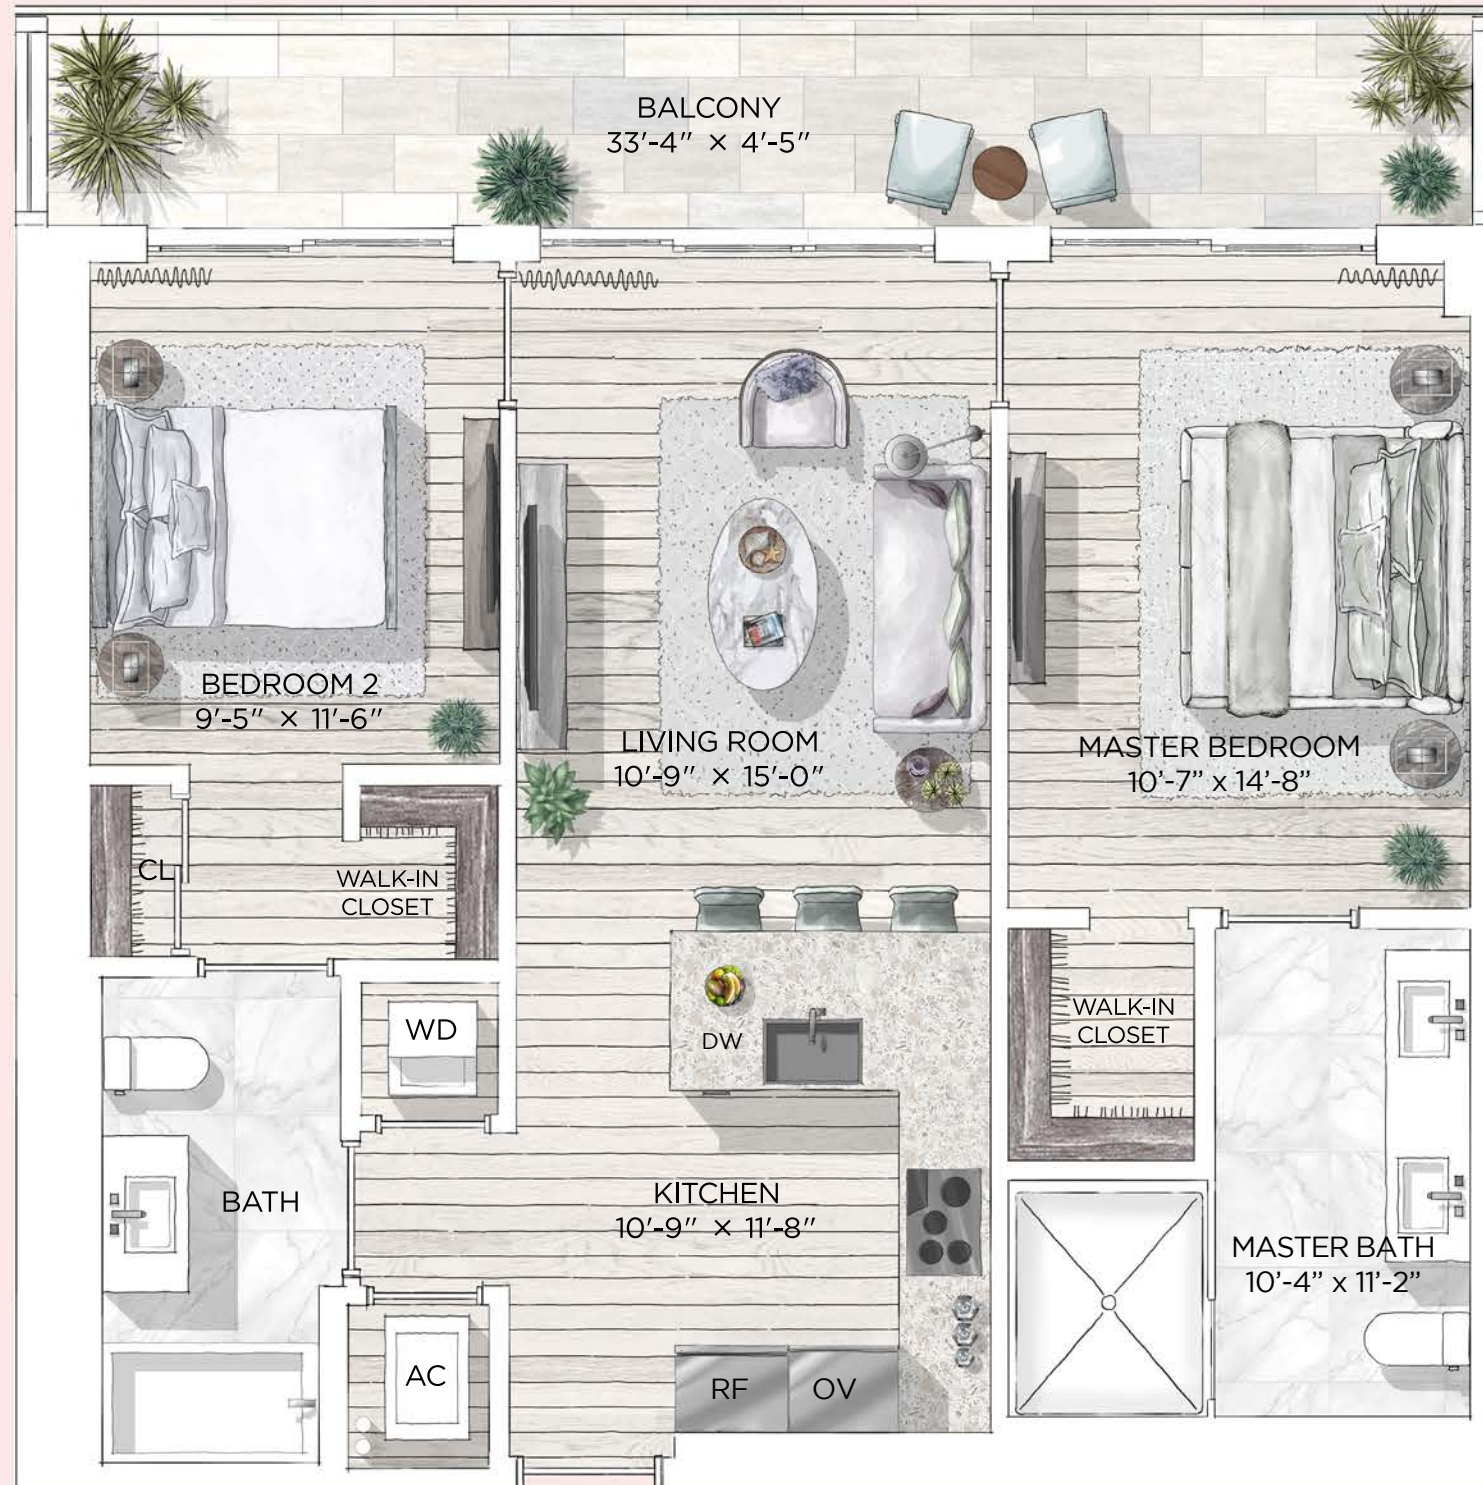 BALCONY
33'-4" × 4'-5"
BEDROOM 2
9'-5" × 11'-6"
LIVING ROOM
10'-9" × 15'-0"
MASTER BEDROOM
10'-7" x 14'-8"
CL
WALK-IN
CLOSET
WD
DW
WALK-IN
CLOSET
BATH
KITCHEN
10'-9" × 11'-8"
MASTER BATH
10'-4" x 11'-2"
AC
RF
OV